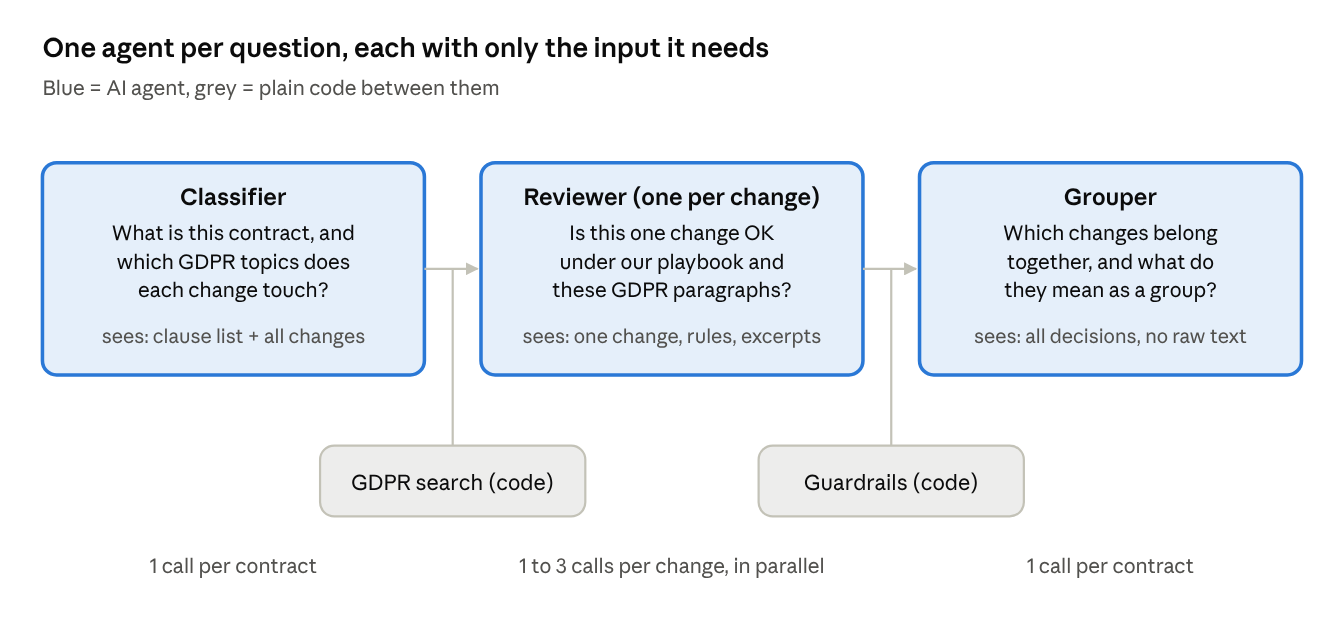 One agent per question, each with only the input it needs
Blue = AI agent, grey = plain code between them
Classifier
What is this contract, and
which GDPR topics does
each change touch?
sees: clause list + all changes
Reviewer (one per change)
Is this one change OK
under our playbook and
these GDPR paragraphs?
sees: one change, rules, excerpts
Grouper
Which changes belong
together, and what do
they mean as a group?
sees: all decisions, no raw text
GDPR search (code)
Guardrails (code)
1 call per contract
1 to 3 calls per change, in parallel
1 call per contract